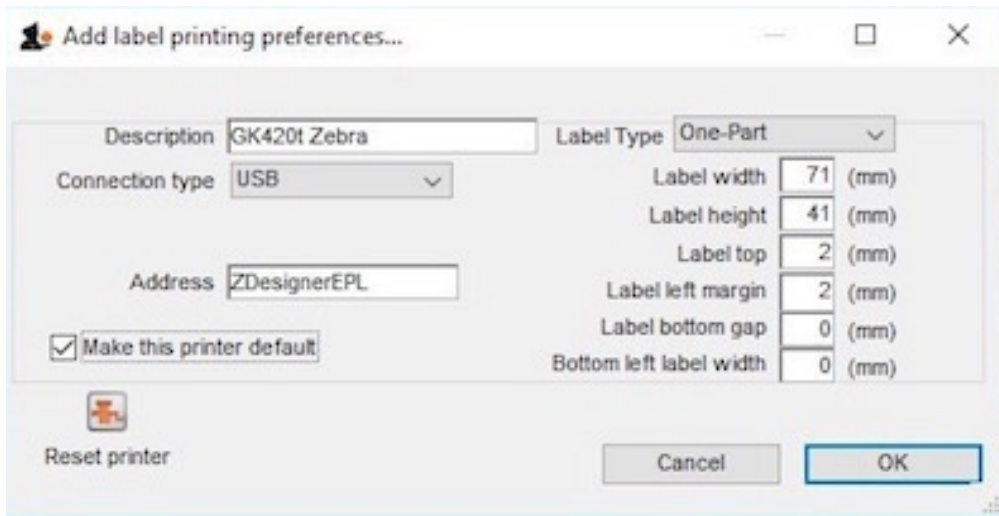 Add label printing preferences...
Description GK420t Zebra
Label Type One-Part
Connection type USB
Label width 71 (mm)
Label height 41 (mm)
Label top 2 (mm)
Address ZDesignerEPL
Label left margin 2 (mm)
Label bottom gap 0 (mm)
Make this printer default
Bottom left label width 0 (mm)
Reset printer
Cancel
OK